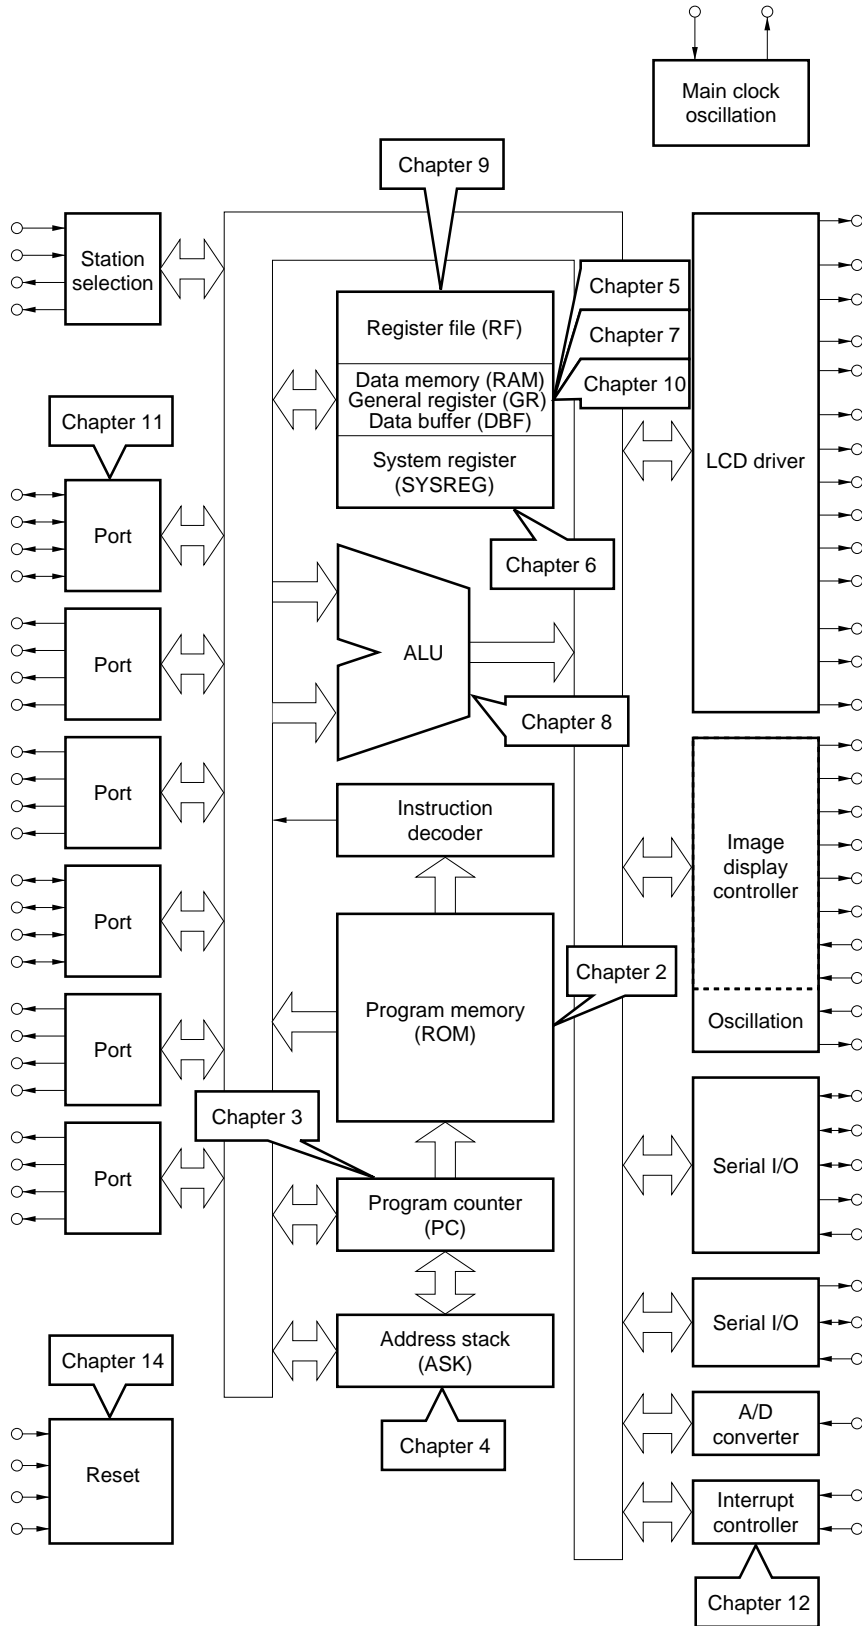 Main clock
oscillation
Chapter 9
Station
selection
Chapter 5
Register file (RF)
Chapter 7
Data memory (RAM)
General register (GR)
Data buffer (DBF)
Chapter 10
Chapter 11
System register
(SYSREG)
LCD driver
Port
Chapter 6
Port
ALU
Chapter 8
Port
Instruction
decoder
Image
display
controller
Port
Chapter 2
Program memory
(ROM)
Oscillation
Port
Chapter 3
Port
Serial I/O
Program counter
(PC)
Serial I/O
Address stack
(ASK)
Chapter 14
Chapter 4
A/D
converter
Reset
Interrupt
controller
Chapter 12